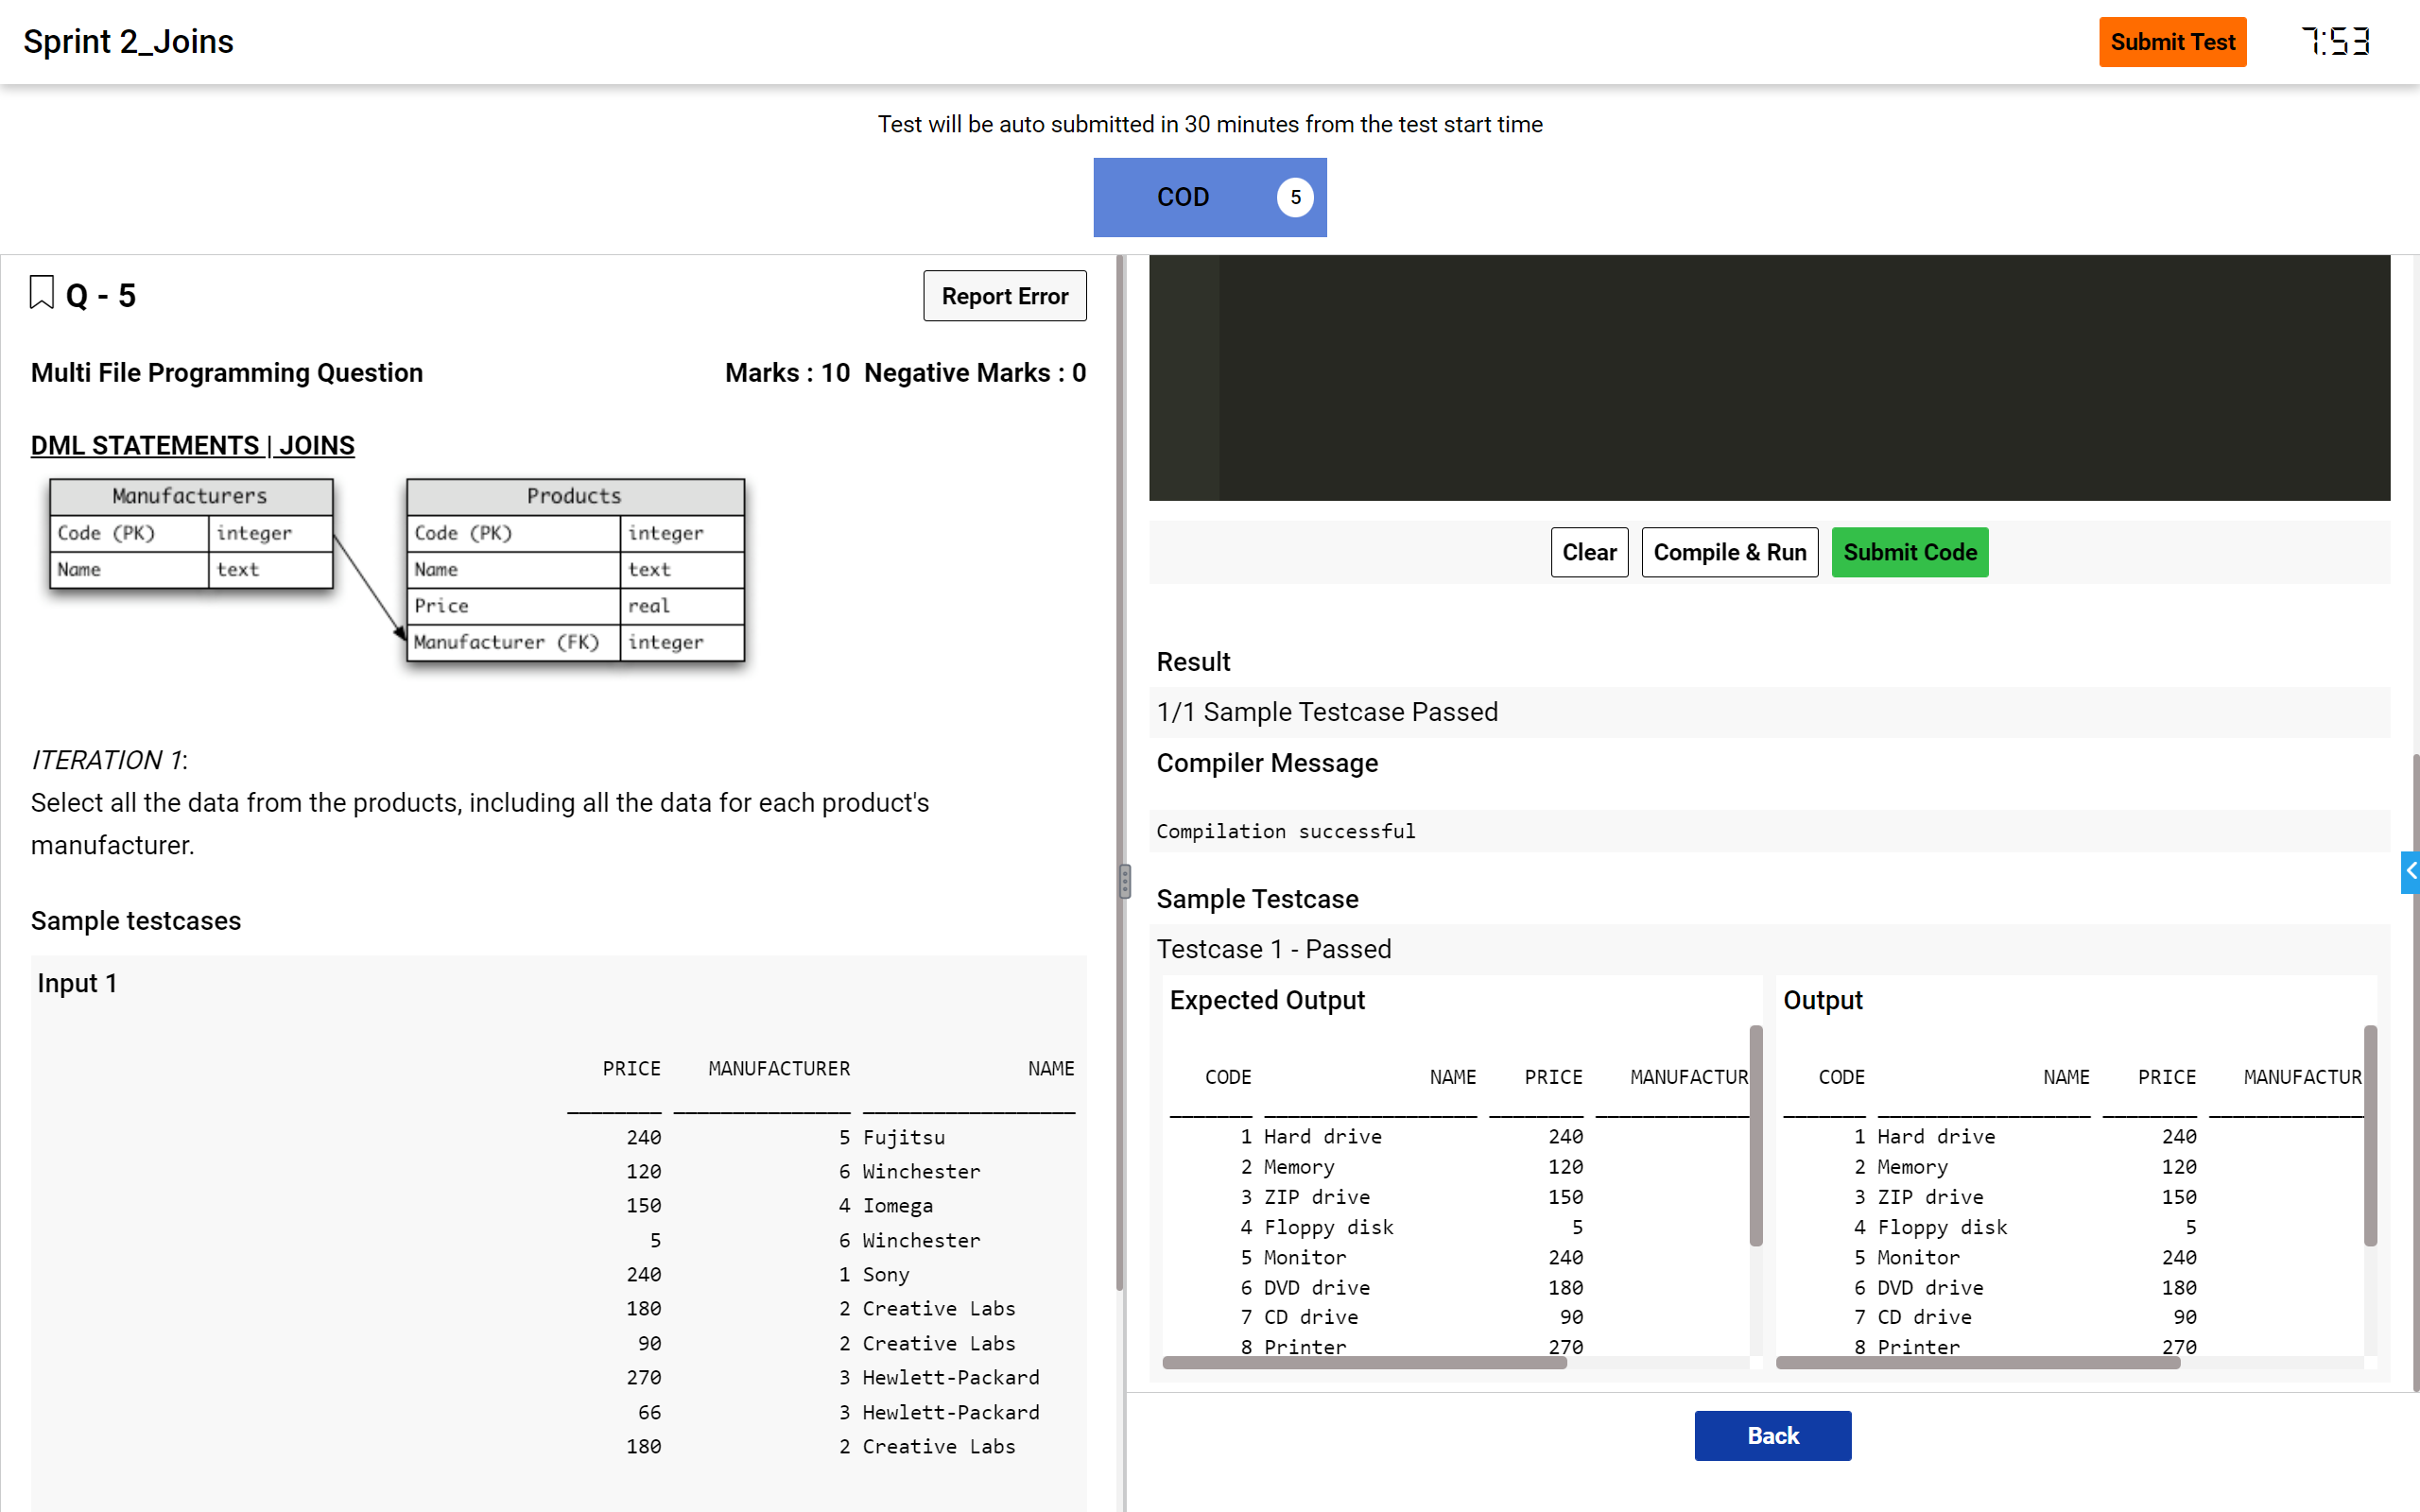 Sprint 2_Joins
Submit Test
7:53
Test will be auto submitted in 30 minutes from the test start time
COD 5
Q - 5
Report Error
Multi File Programming Question
Marks : 10 Negative Marks : 0
DML STATEMENTS | JOINS
Manufacturers
Code (PK) integer
Name text
Products
Code (PK) integer
Name text
Price real
Manufacturer (FK) integer
ITERATION 1:
Select all the data from the products, including all the data for each product's
manufacturer.
Sample testcases
Input 1
PRICE MANUFACTURER NAME
240 5 Fujitsu
120 6 Winchester
150 4 Iomega
5 6 Winchester
240 1 Sony
180 2 Creative Labs
90 2 Creative Labs
270 3 Hewlett-Packard
66 3 Hewlett-Packard
180 2 Creative Labs
Clear
Compile & Run
Submit Code
Result
1/1 Sample Testcase Passed
Compiler Message
Compilation successful
Sample Testcase
Testcase 1 - Passed
Expected Output
CODE NAME PRICE MANUFACTUR
1 Hard drive 240
2 Memory 120
3 ZIP drive 150
4 Floppy disk 5
5 Monitor 240
6 DVD drive 180
7 CD drive 90
8 Printer 270
Output
CODE NAME PRICE MANUFACTUR
1 Hard drive 240
2 Memory 120
3 ZIP drive 150
4 Floppy disk 5
5 Monitor 240
6 DVD drive 180
7 CD drive 90
8 Printer 270
Back